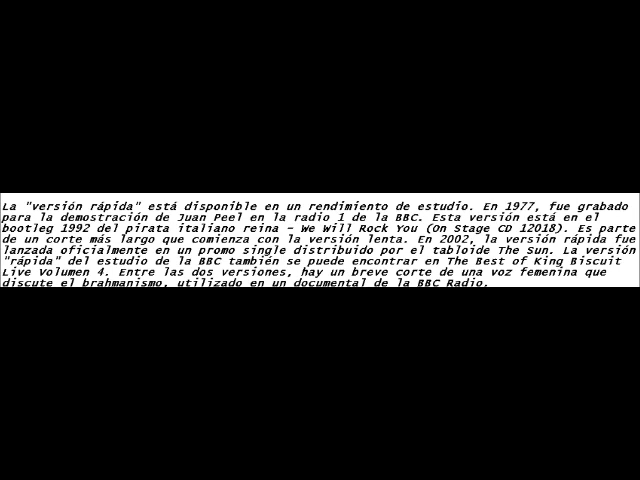 La "versión rápida" está disponible en un rendimiento de estudio. En 1977, fue grabado
para la demostración de Juan Peel en la radio 1 de la BBC. Esta versión está en el
bootleg 1992 del pirata italiano reina - We Will Rock You (On Stage CD 12018). Es parte
de un corte más largo que comienza con la versión lenta. En 2002, la versión rápida fue
lanzada oficialmente en un promo single distribuido por el tabloide The Sun. La versión
"rápida" del estudio de la BBC también se puede encontrar en The Best of King Biscuit
Live Volumen 4. Entre las dos versiones, hay un breve corte de una voz femenina que
discute el brahmanismo, utilizado en un documental de la BBC Radio.